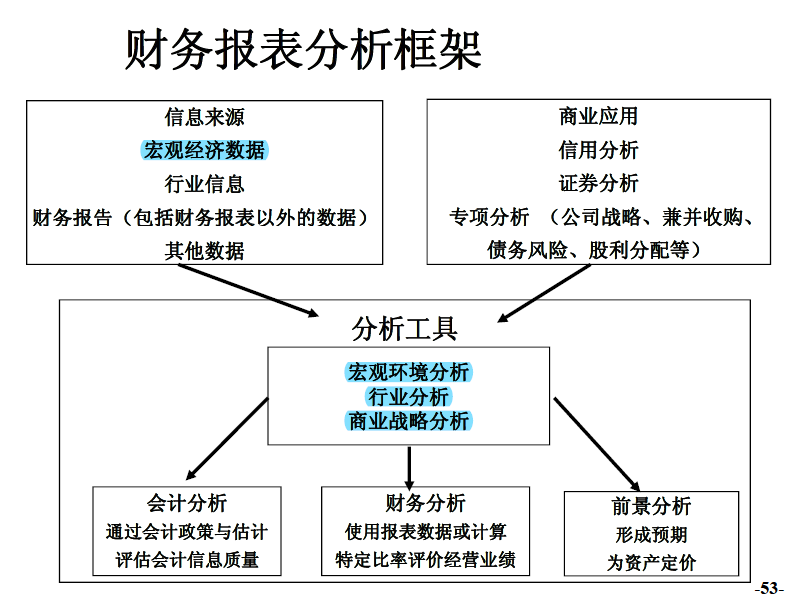 财务报表分析框架
信息来源
宏观经济数据
行业信息
财务报告（包括财务报表以外的数据）
其他数据
商业应用
信用分析
证券分析
专项分析 （公司战略、兼并收购、
债务风险、股利分配等）
分析工具
宏观环境分析
行业分析
商业战略分析
会计分析
通过会计政策与估计
评估会计信息质量
财务分析
使用报表数据或计算
特定比率评价经营业绩
前景分析
形成预期
为资产定价
-53-